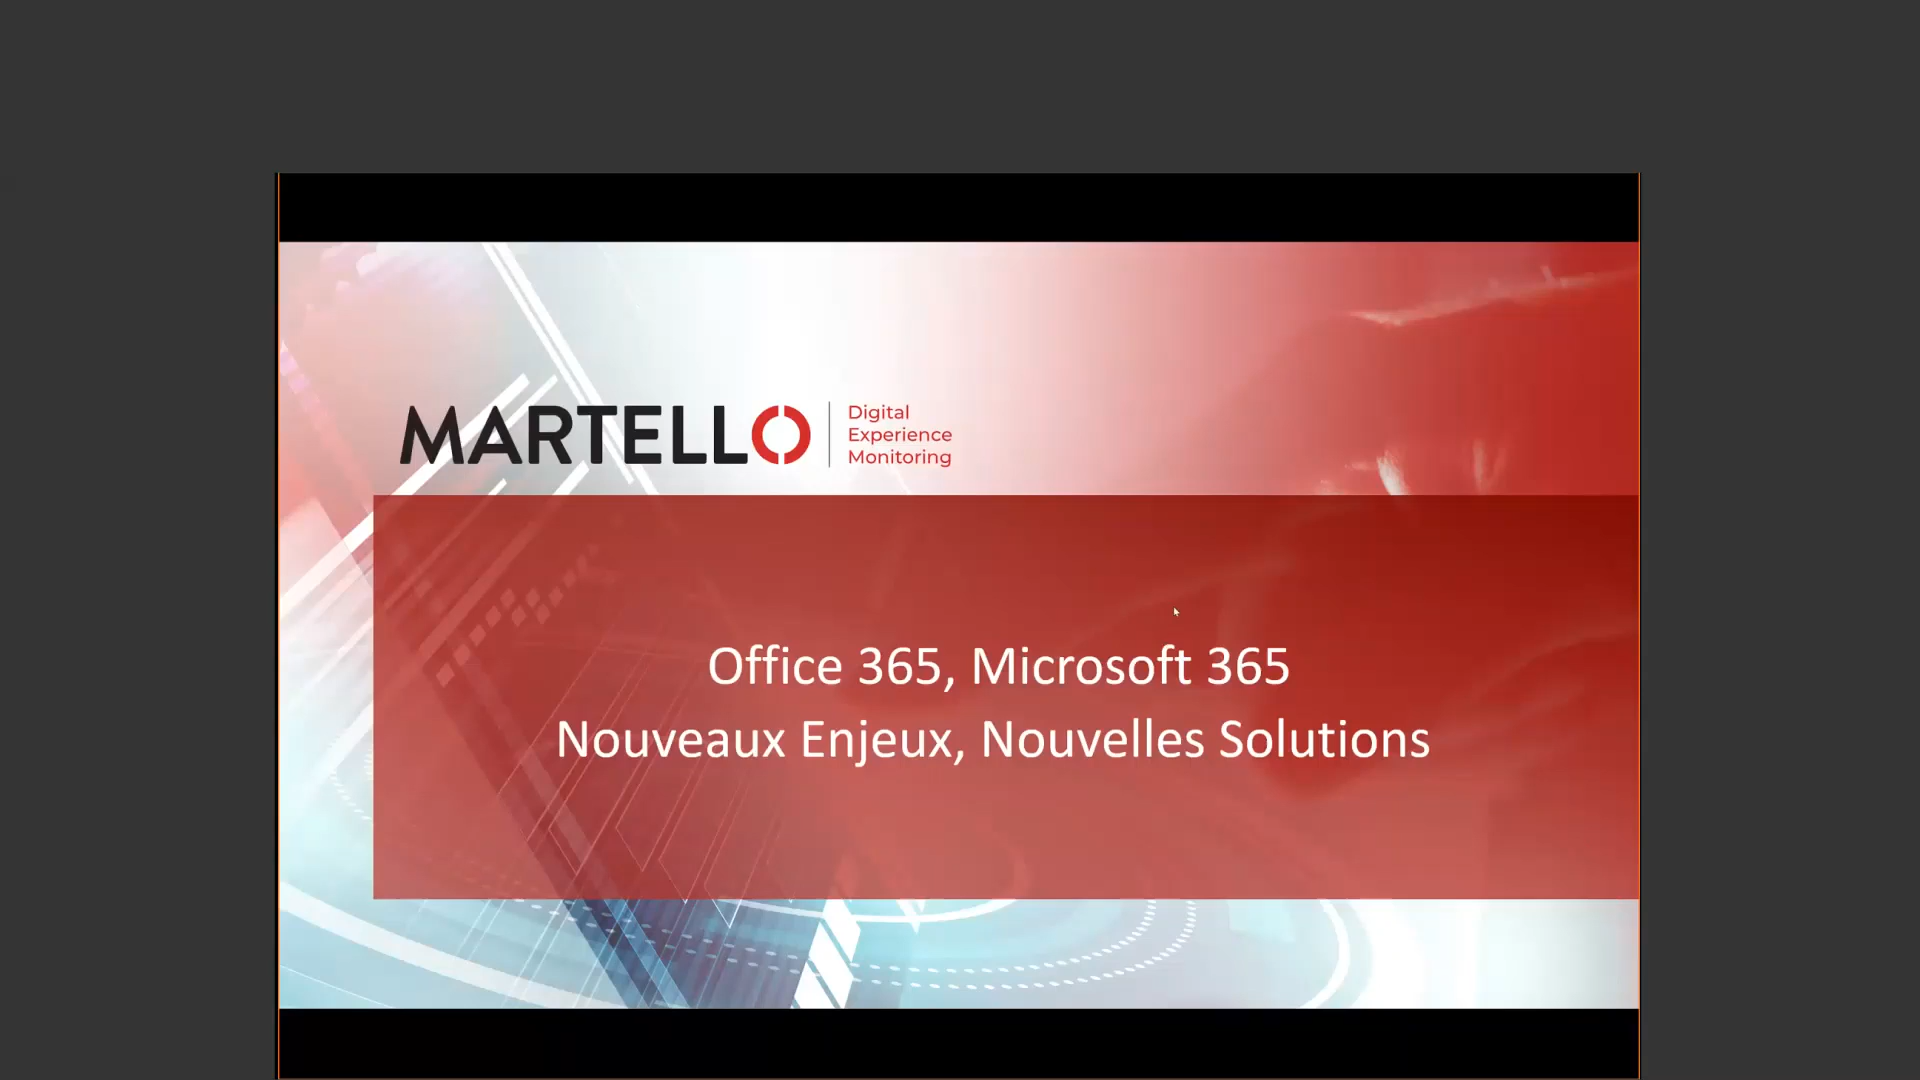 MARTELLO
Digital
Experience
Monitoring
Office 365, Microsoft 365
Nouveaux Enjeux, Nouvelles Solutions